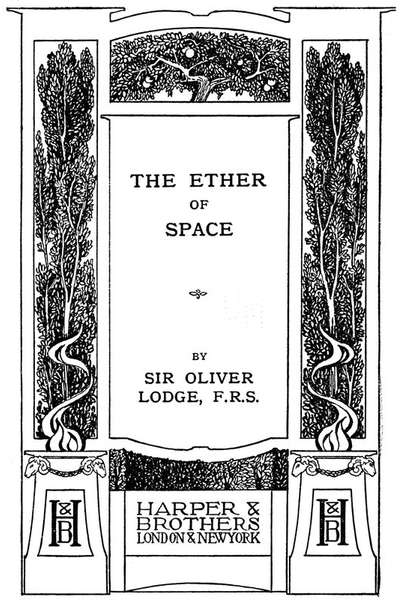 THE ETHER
OF
SPACE
BY
SIR OLIVER
LODGE, F.R.S.
H&B
H&B
HARPER &
BROTHERS
LONDON & NEW YORK